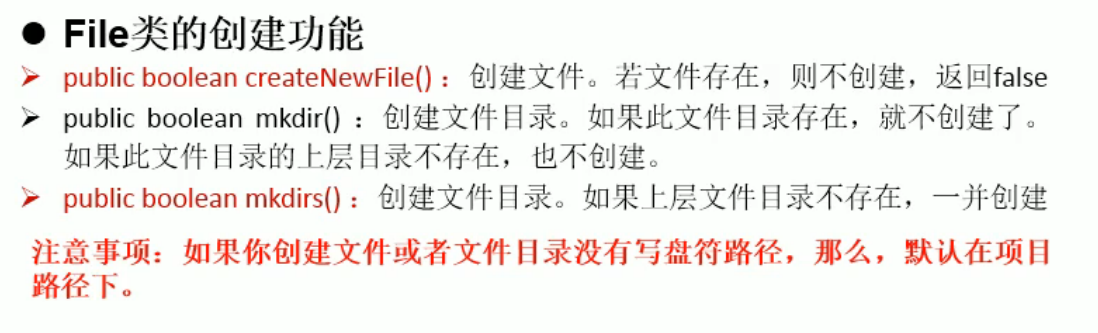 ● File类的创建功能
➢ public boolean createNewFile() ：创建文件。若文件存在，则不创建，返回false
➢ public boolean mkdir() ：创建文件目录。如果此文件目录存在，就不创建了。
如果此文件目录的上层目录不存在，也不创建。
➢ public boolean mkdirs() ：创建文件目录。如果上层文件目录不存在，一并创建
注意事项：如果你创建文件或者文件目录没有写盘符路径，那么，默认在项目
路径下。